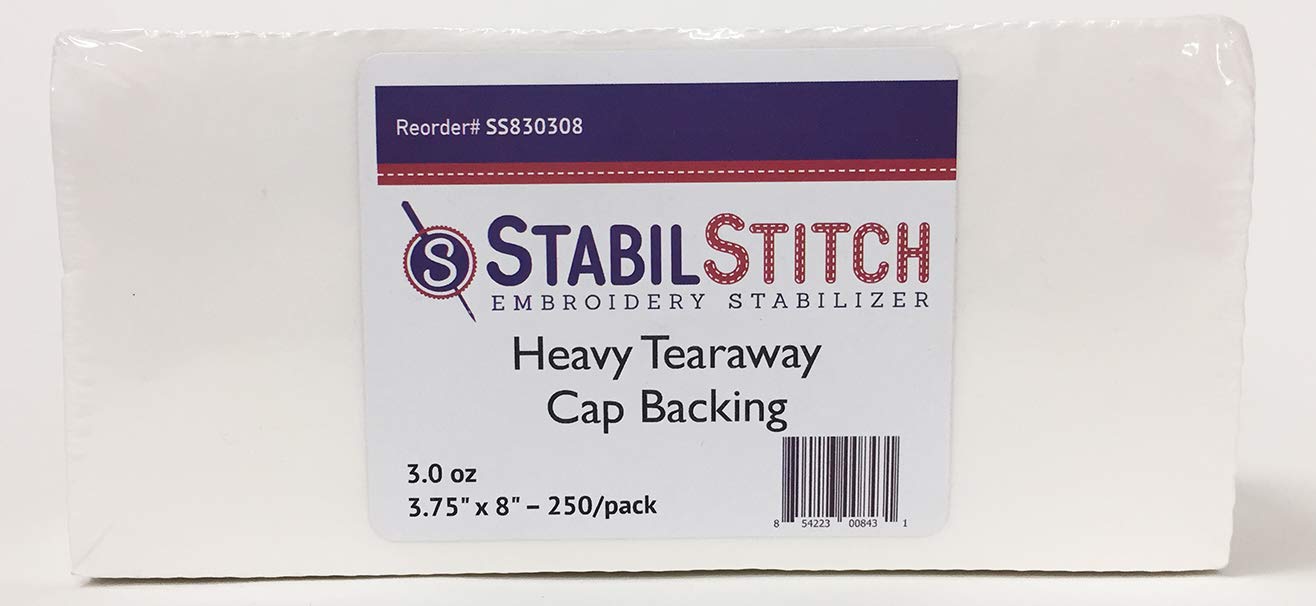 Reorder# SS830308
S STABILSTITCH
EMBROIDERY STABILIZER
Heavy Tearaway
Cap Backing
3.0 oz
3.75" x 8" – 250/pack
8 54223 00843 1